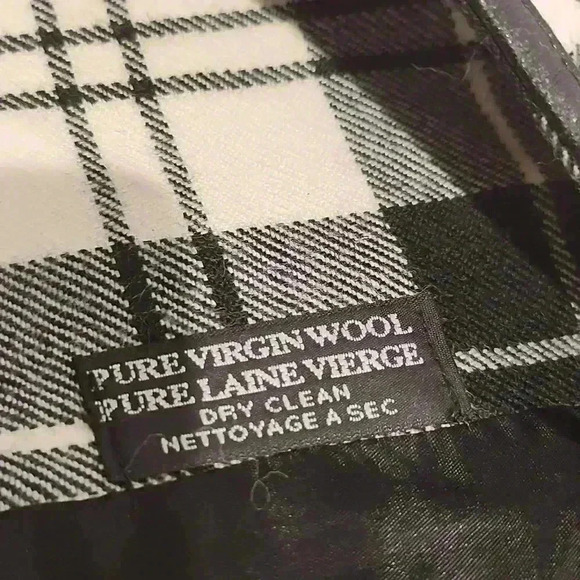 PURE VIRGIN WOOL
PURE LAINE VIERGE
DRY CLEAN
NETTOYAGE A SEC